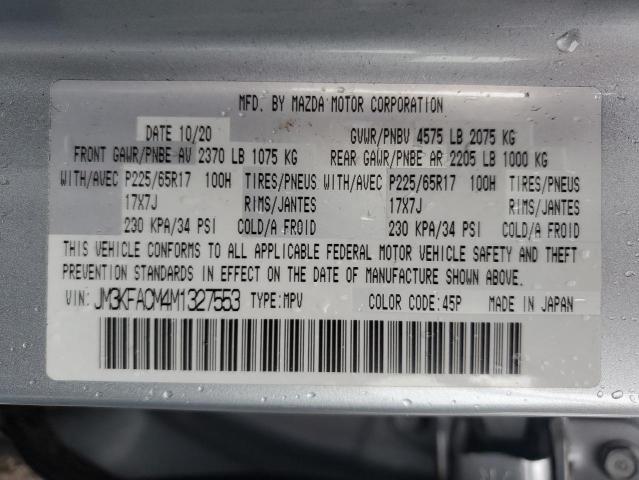 MFD. BY MAZDA MOTOR CORPORATION
DATE 10/20 GVWR/PNBV 4575 LB 2075 KG
FRONT GAWR/PNBE AV 2370 LB 1075 KG REAR GAWR/PNBE AR 2205 LB 1000 KG
WITH/AVEC P225/65R17 100H TIRES/PNEUS WITH/AVEC P225/65R17 100H TIRES/PNEUS
17X7J RIMS/JANTES 17X7J RIMS/JANTES
230 KPA/34 PSI COLD/A FROID 230 KPA/34 PSI COLD/A FROID
THIS VEHICLE CONFORMS TO ALL APPLICABLE FEDERAL MOTOR VEHICLE SAFETY AND THEFT
PREVENTION STANDARDS IN EFFECT ON THE DATE OF MANUFACTURE SHOWN ABOVE.
VIN: JM3KFACM4M1327553 TYPE:MPV COLOR CODE:45P MADE IN JAPAN